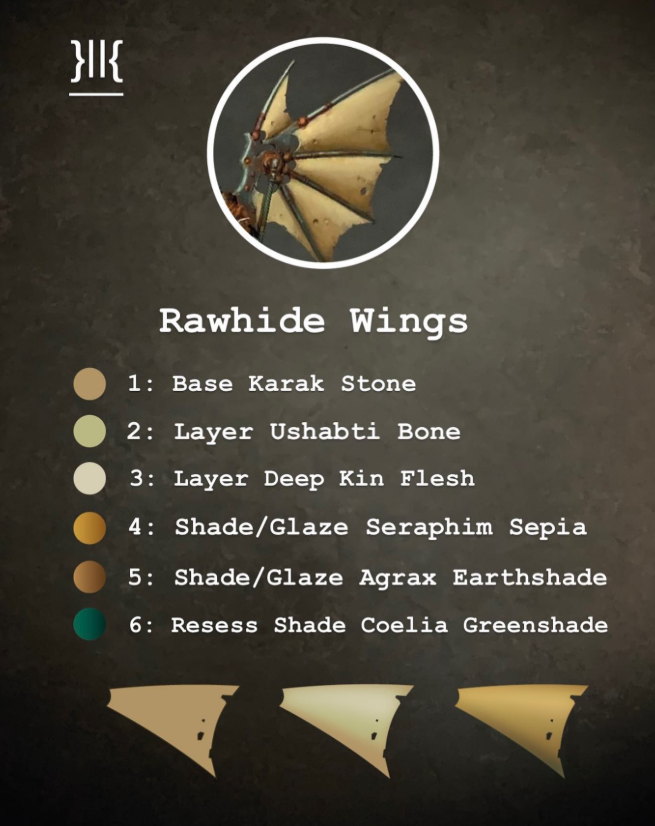 }||{
Rawhide Wings
1: Base Karak Stone
2: Layer Ushabti Bone
3: Layer Deep Kin Flesh
4: Shade/Glaze Seraphim Sepia
5: Shade/Glaze Agrax Earthshade
6: Resess Shade Coelia Greenshade